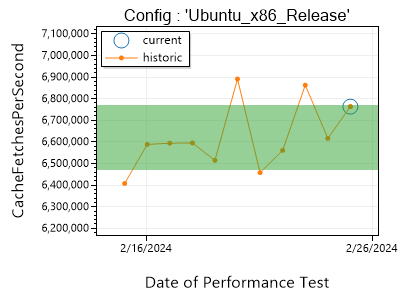 Config : 'Ubuntu_x86_Release'
current
historic
CacheFetchesPerSecond
7,100,000
7,000,000
6,900,000
6,800,000
6,700,000
6,600,000
6,500,000
6,400,000
6,300,000
6,200,000
2/16/2024
2/26/2024
Date of Performance Test